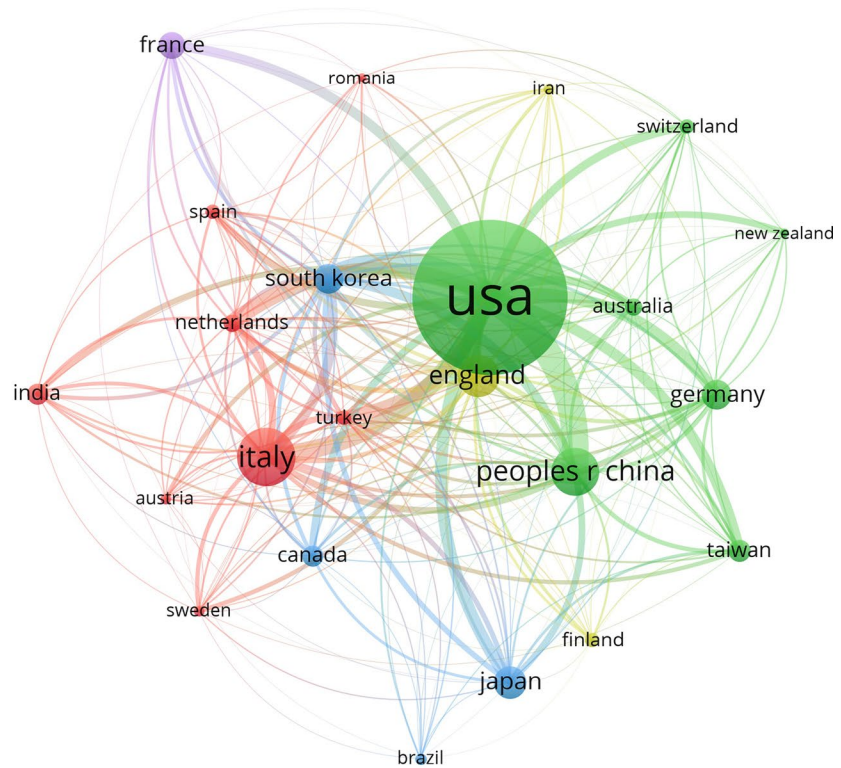 france
romania
iran
switzerland
spain
new zealand
south korea
usa
australia
netherlands
england
india
germany
turkey
italy
peoples r china
austria
canada
taiwan
sweden
finland
japan
brazil